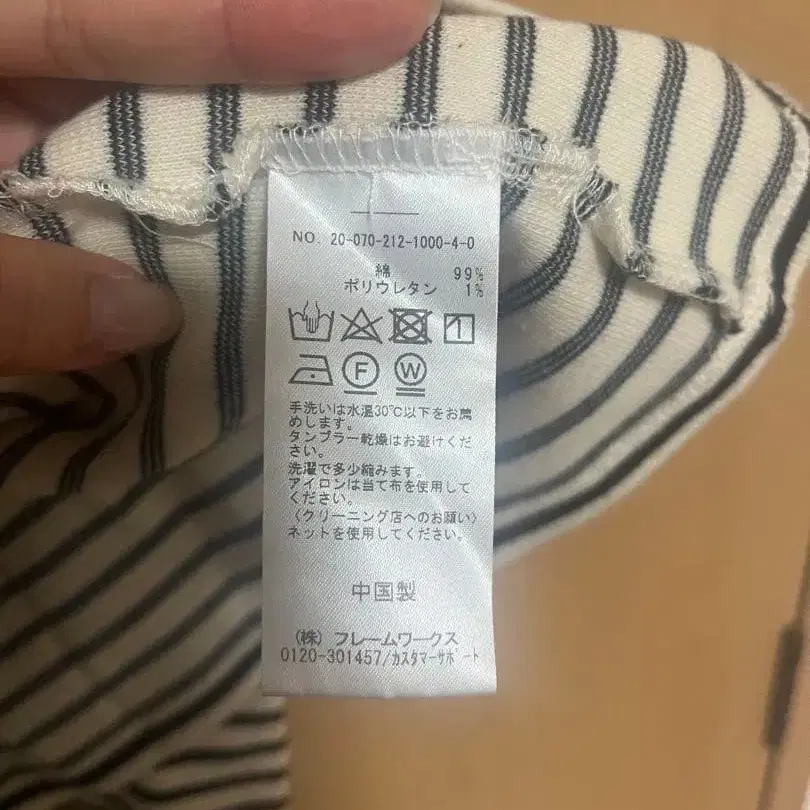 NO. 20-070-212-1000-4-0
綿 99%
ポリウレタン 1%
F W
手洗いは水温30℃以下をお薦
めします。
タンブラー乾燥はお避けくだ
さい。
洗濯で多少縮みます。
アイロンは当て布を使用して
ください。
〈クリーニング店へのお願い〉
ネットを使用してください。
中国製
(株) フレームワークス
0120-301457/カスタマーサポート